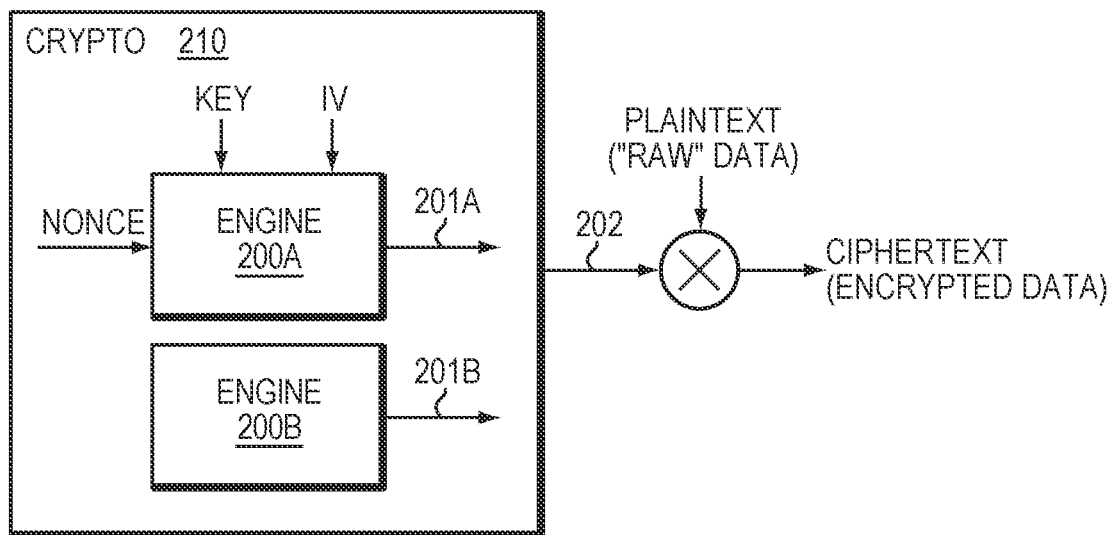 CRYPTO 210
KEY
IV
NONCE
ENGINE
200A
201A
ENGINE
200B
201B
202
PLAINTEXT
("RAW" DATA)
CIPHERTEXT
(ENCRYPTED DATA)